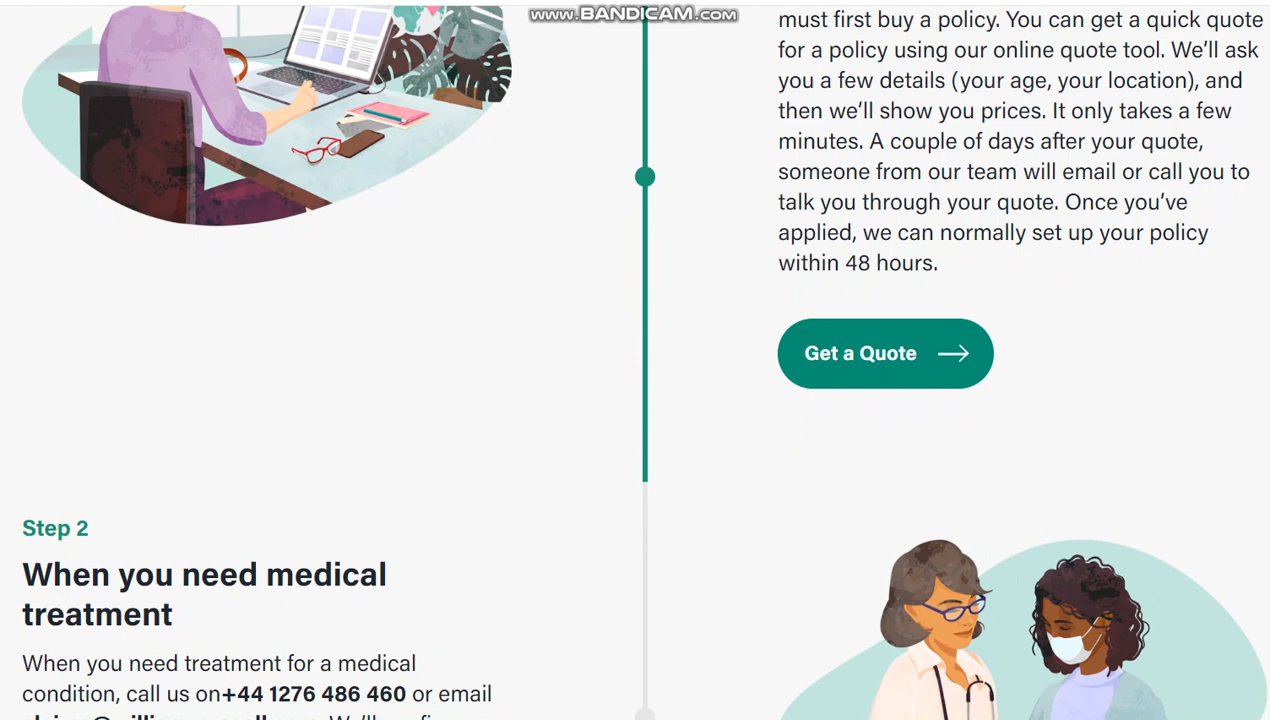 www.BANDICAM.com
must first buy a policy. You can get a quick quote
for a policy using our online quote tool. We’ll ask
you a few details (your age, your location), and
then we’ll show you prices. It only takes a few
minutes. A couple of days after your quote,
someone from our team will email or call you to
talk you through your quote. Once you’ve
applied, we can normally set up your policy
within 48 hours.
Get a Quote
Step 2
When you need medical
treatment
When you need treatment for a medical
condition, call us on+44 1276 486 460 or email